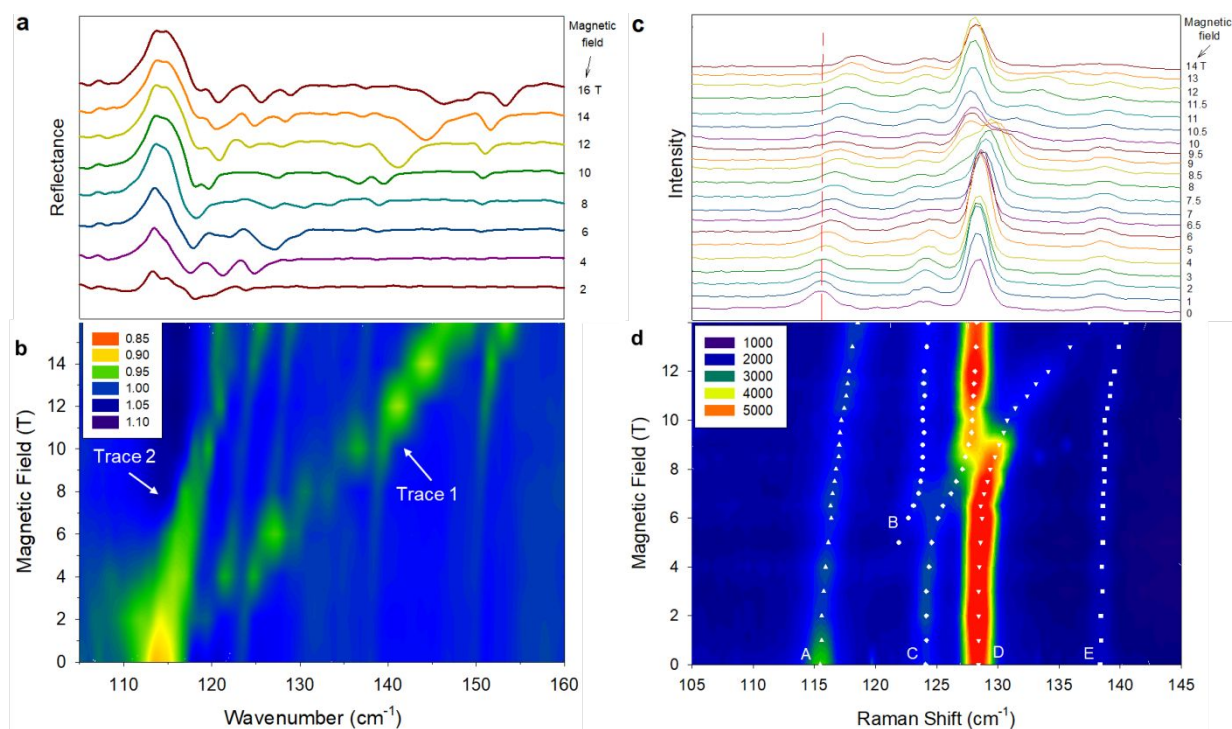 a
Magnetic
field
16 T
14
12
10
8
6
4
2
Reflectance
b
0.85
0.90
0.95
1.00
1.05
1.10
Trace 2
Trace 1
14
12
10
8
6
4
2
0
Magnetic Field (T)
110 120 130 140 150 160
Wavenumber (cm⁻¹)
c
Magnetic
field
14 T
13
12
11.5
11
10.5
10
9.5
9
8.5
8
7.5
7
6.5
6
5
4
3
2
1
0
Intensity
d
1000
2000
3000
4000
5000
12
10
8
6
4
2
0
Magnetic Field (T)
B
A C D E
105 110 115 120 125 130 135 140 145
Raman Shift (cm⁻¹)